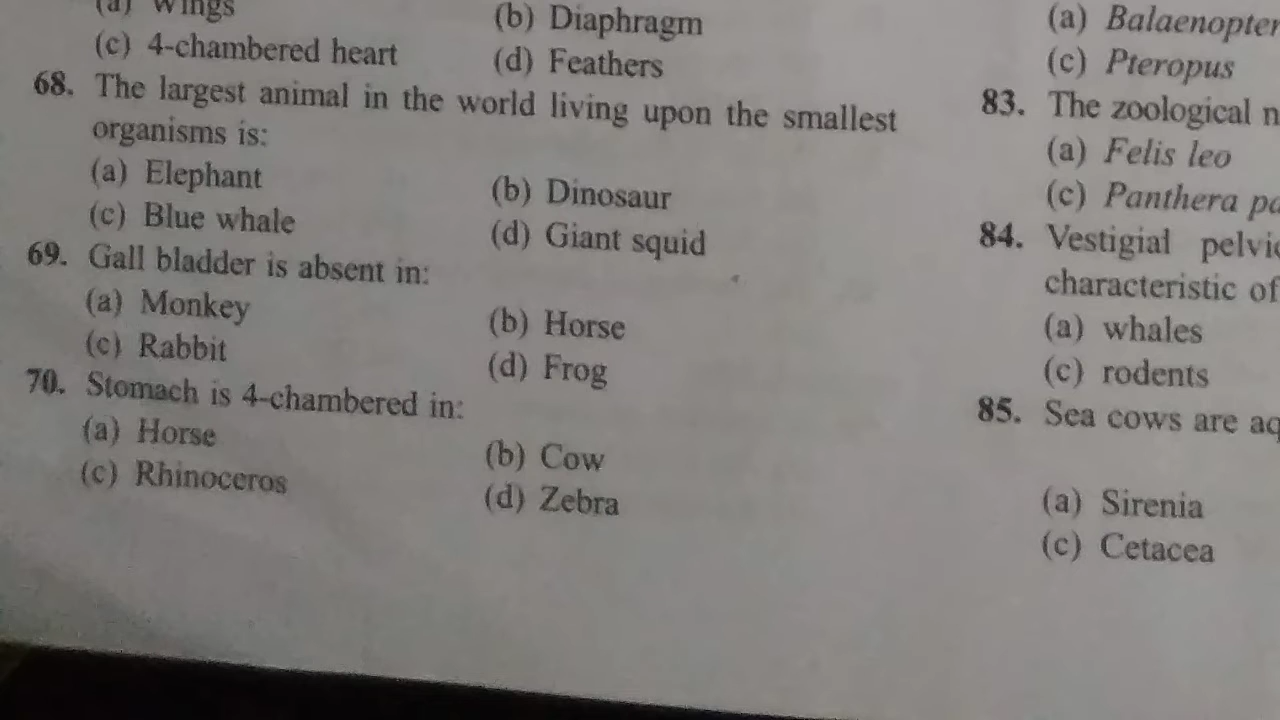 (a) Wings
(b) Diaphragm
(c) 4-chambered heart
(d) Feathers
68. The largest animal in the world living upon the smallest
organisms is:
(a) Elephant
(b) Dinosaur
(c) Blue whale
(d) Giant squid
69. Gall bladder is absent in:
(a) Monkey
(b) Horse
(c) Rabbit
(d) Frog
70. Stomach is 4-chambered in:
(a) Horse
(b) Cow
(c) Rhinoceros
(d) Zebra
(a) Balaenopter
(c) Pteropus
83. The zoological n
(a) Felis leo
(c) Panthera pa
84. Vestigial pelvic
characteristic of
(a) whales
(c) rodents
85. Sea cows are aq
(a) Sirenia
(c) Cetacea